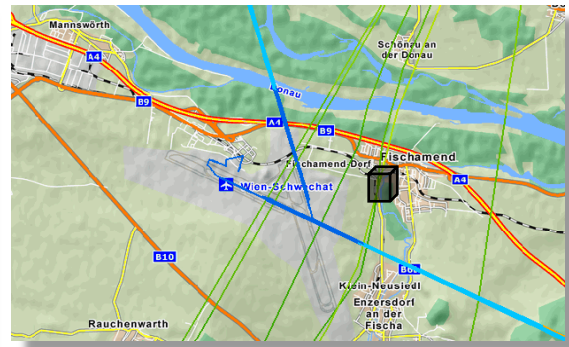 Mannswörth
Schönau an
der Donau
A4
B9
Donau
A4
B9
Fischamend-Dorf
Fischamend
Wien-Schwechat
A4
B10
Klein-Neusiedl
Enzersdorf
an der
Fischa
Rauchenwarth